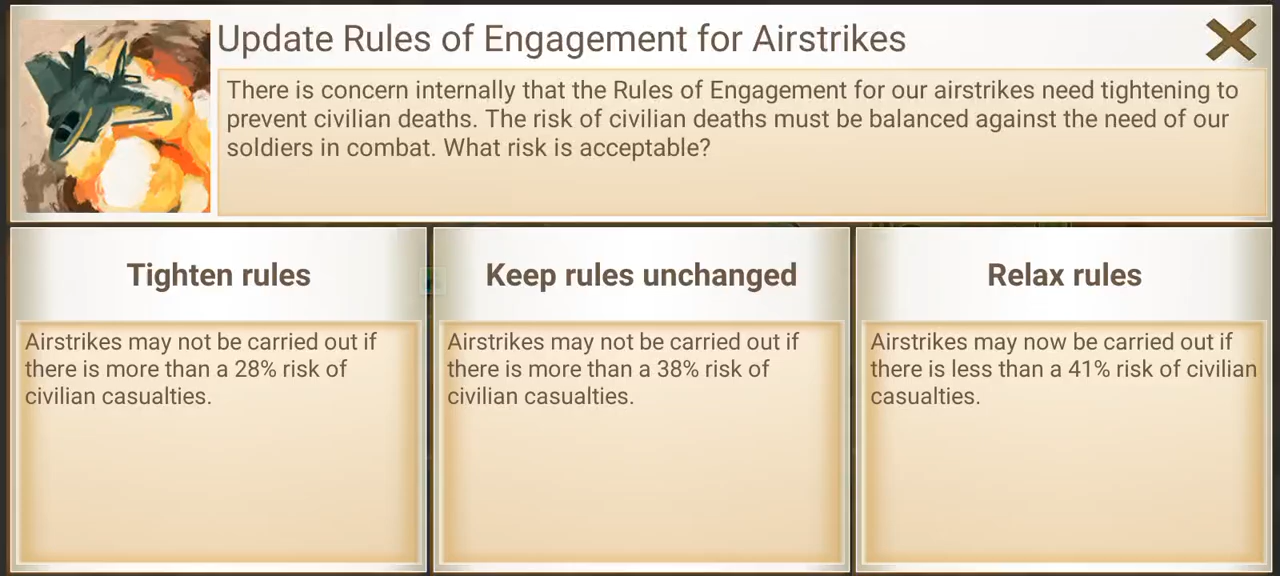 Update Rules of Engagement for Airstrikes
There is concern internally that the Rules of Engagement for our airstrikes need tightening to
prevent civilian deaths. The risk of civilian deaths must be balanced against the need of our
soldiers in combat. What risk is acceptable?
Tighten rules
Airstrikes may not be carried out if
there is more than a 28% risk of
civilian casualties.
Keep rules unchanged
Airstrikes may not be carried out if
there is more than a 38% risk of
civilian casualties.
Relax rules
Airstrikes may now be carried out if
there is less than a 41% risk of civilian
casualties.